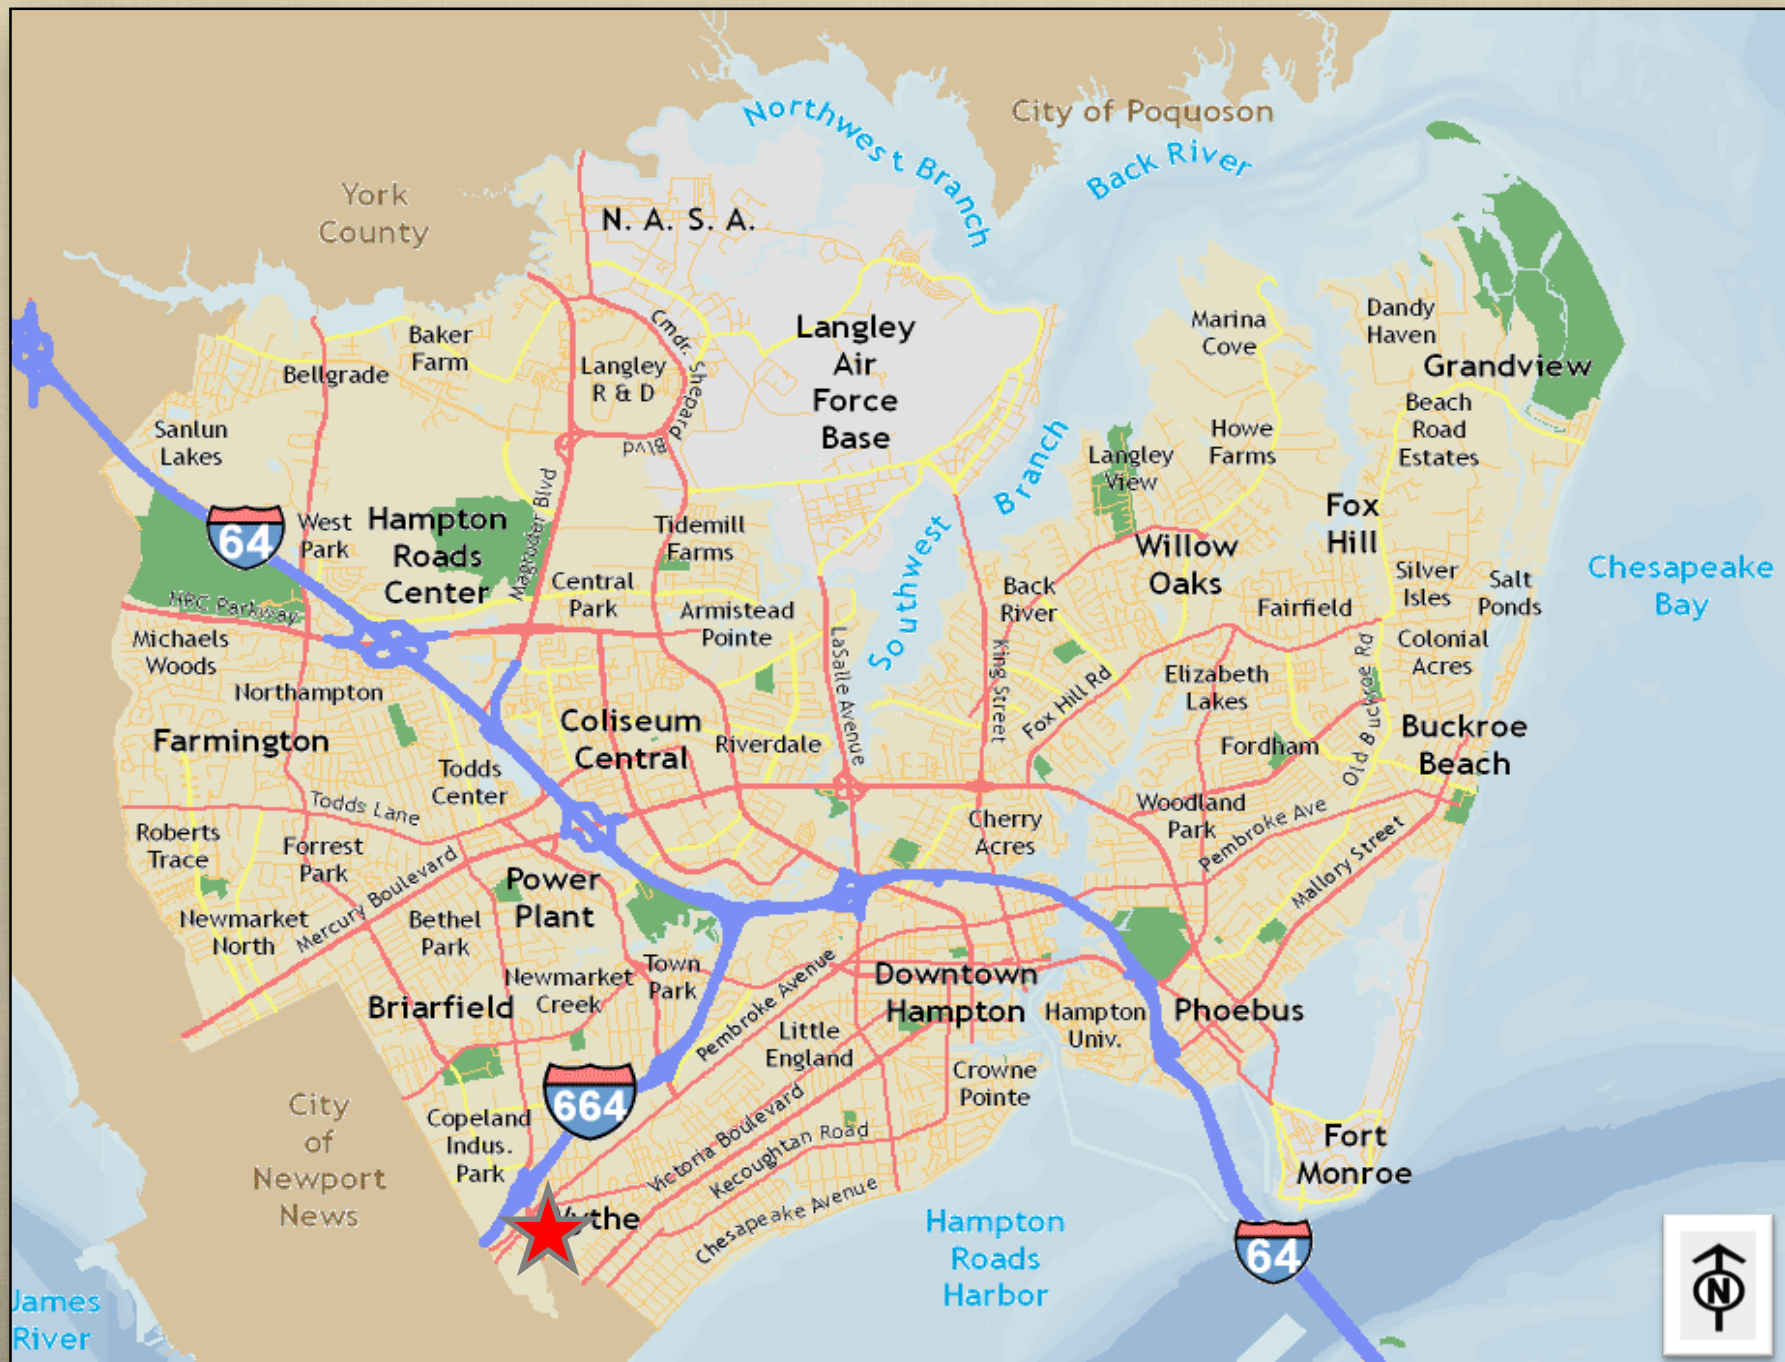 City of Poquoson
Northwest Branch
Back River
York
County
N. A. S. A.
Cmdr. Shepard Blvd
Langley
Air
Force
Base
Marina
Cove
Dandy
Haven
Grandview
Baker
Farm
Bellgrade
Langley
R & D
Beach
Road
Estates
Sanlun
Lakes
Howe
Farms
Langley
View
Branch
Southwest
64
West
Park
Hampton
Roads
Center
Magruder Blvd
Tidemill
Farms
Fox
Hill
Willow
Oaks
Chesapeake
Bay
Silver
Isles
Salt
Ponds
Central
Park
Back
River
Fairfield
HRC Parkway
Armistead
Pointe
Michaels
Woods
Colonial
Acres
LaSalle Avenue
King Street
Fox Hill Rd
Elizabeth
Lakes
Old Buckroe Rd
Northampton
Coliseum
Central
Farmington
Riverdale
Fordham
Buckroe
Beach
Todds
Center
Todds Lane
Woodland
Park
Pembroke Ave
Cherry
Acres
Mallory Street
Roberts
Trace
Forrest
Park
Mercury Boulevard
Power
Plant
Newmarket
North
Bethel
Park
Newmarket
Creek
Town
Park
Pembroke Avenue
Downtown
Hampton
Briarfield
Hampton
Univ.
Phoebus
Little
England
Crowne
Pointe
664
City
of
Newport
News
Copeland
Indus.
Park
Victoria Boulevard
Kecoughtan Road
Chesapeake Avenue
Fort
Monroe
ythe
Hampton
Roads
Harbor
64
James
River
N